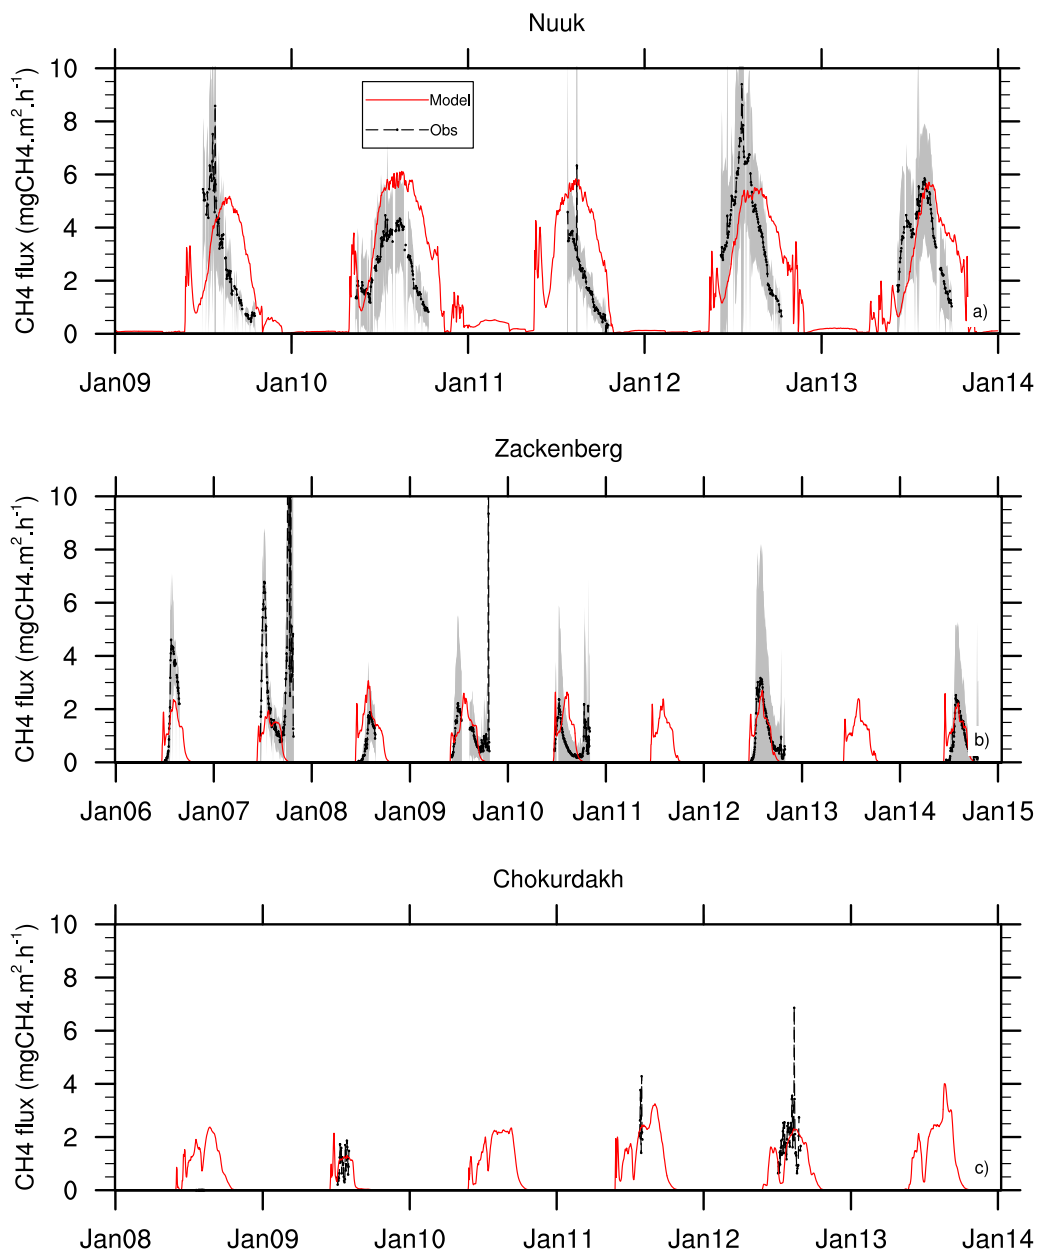 Nuuk
CH4 flux (mgCH4.m².h⁻¹)
10
8
6
4
2
0
Model
Obs
a)
Jan09 Jan10 Jan11 Jan12 Jan13 Jan14
Zackenberg
CH4 flux (mgCH4.m².h⁻¹)
10
8
6
4
2
0
b)
Jan06 Jan07 Jan08 Jan09 Jan10 Jan11 Jan12 Jan13 Jan14 Jan15
Chokurdakh
CH4 flux (mgCH4.m².h⁻¹)
10
8
6
4
2
0
c)
Jan08 Jan09 Jan10 Jan11 Jan12 Jan13 Jan14